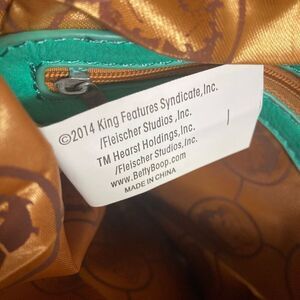 ©2014 King Features Syndicate, Inc.
/Fleischer Studios ,Inc.
TM Hearst Holdings, Inc.
/Fleischer Studios, Inc.
www.BettyBoop.com
MADE IN CHINA